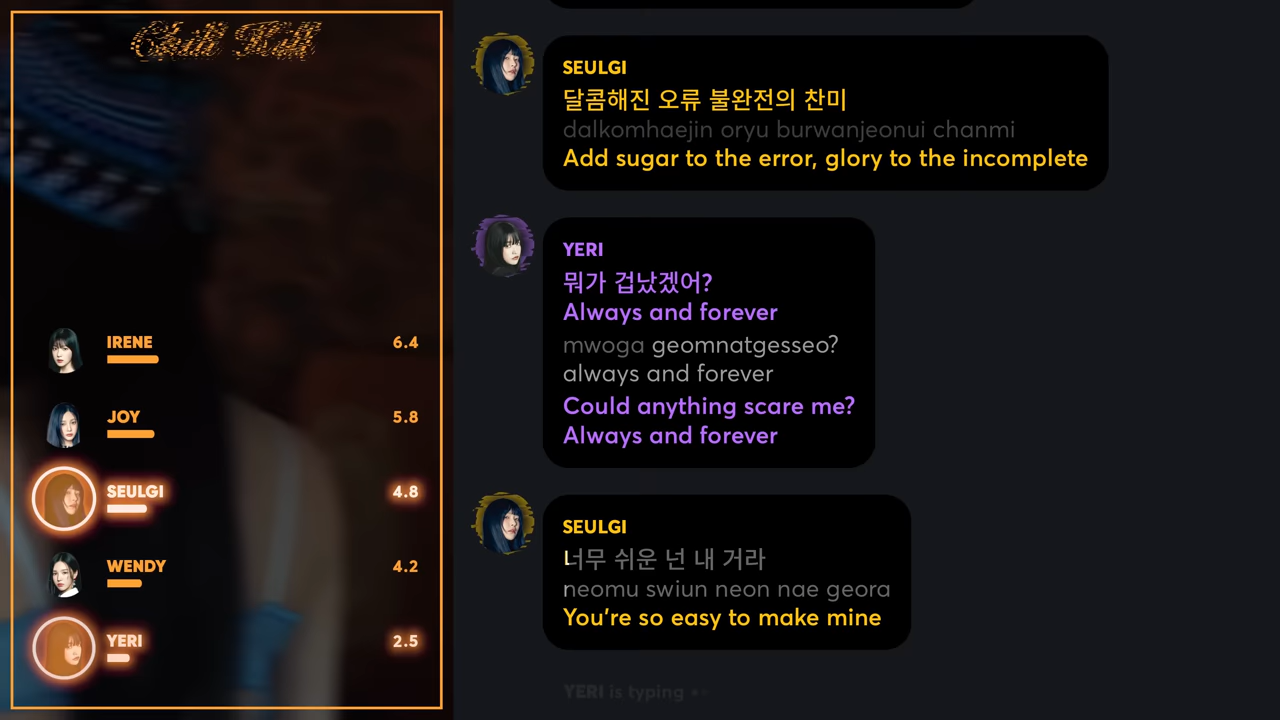 Chill Kill
IRENE 6.4
JOY 5.8
SEULGI 4.8
WENDY 4.2
YERI 2.5
SEULGI
달콤해진 오류 불완전의 찬미
dalkomhaejin oryu burwanjeonui chanmi
Add sugar to the error, glory to the incomplete
YERI
뭐가 겁났겠어?
Always and forever
mwoga geomnatgesseo?
always and forever
Could anything scare me?
Always and forever
SEULGI
너무 쉬운 넌 내 거라
neomu swiun neon nae geora
You're so easy to make mine
YERI is typing